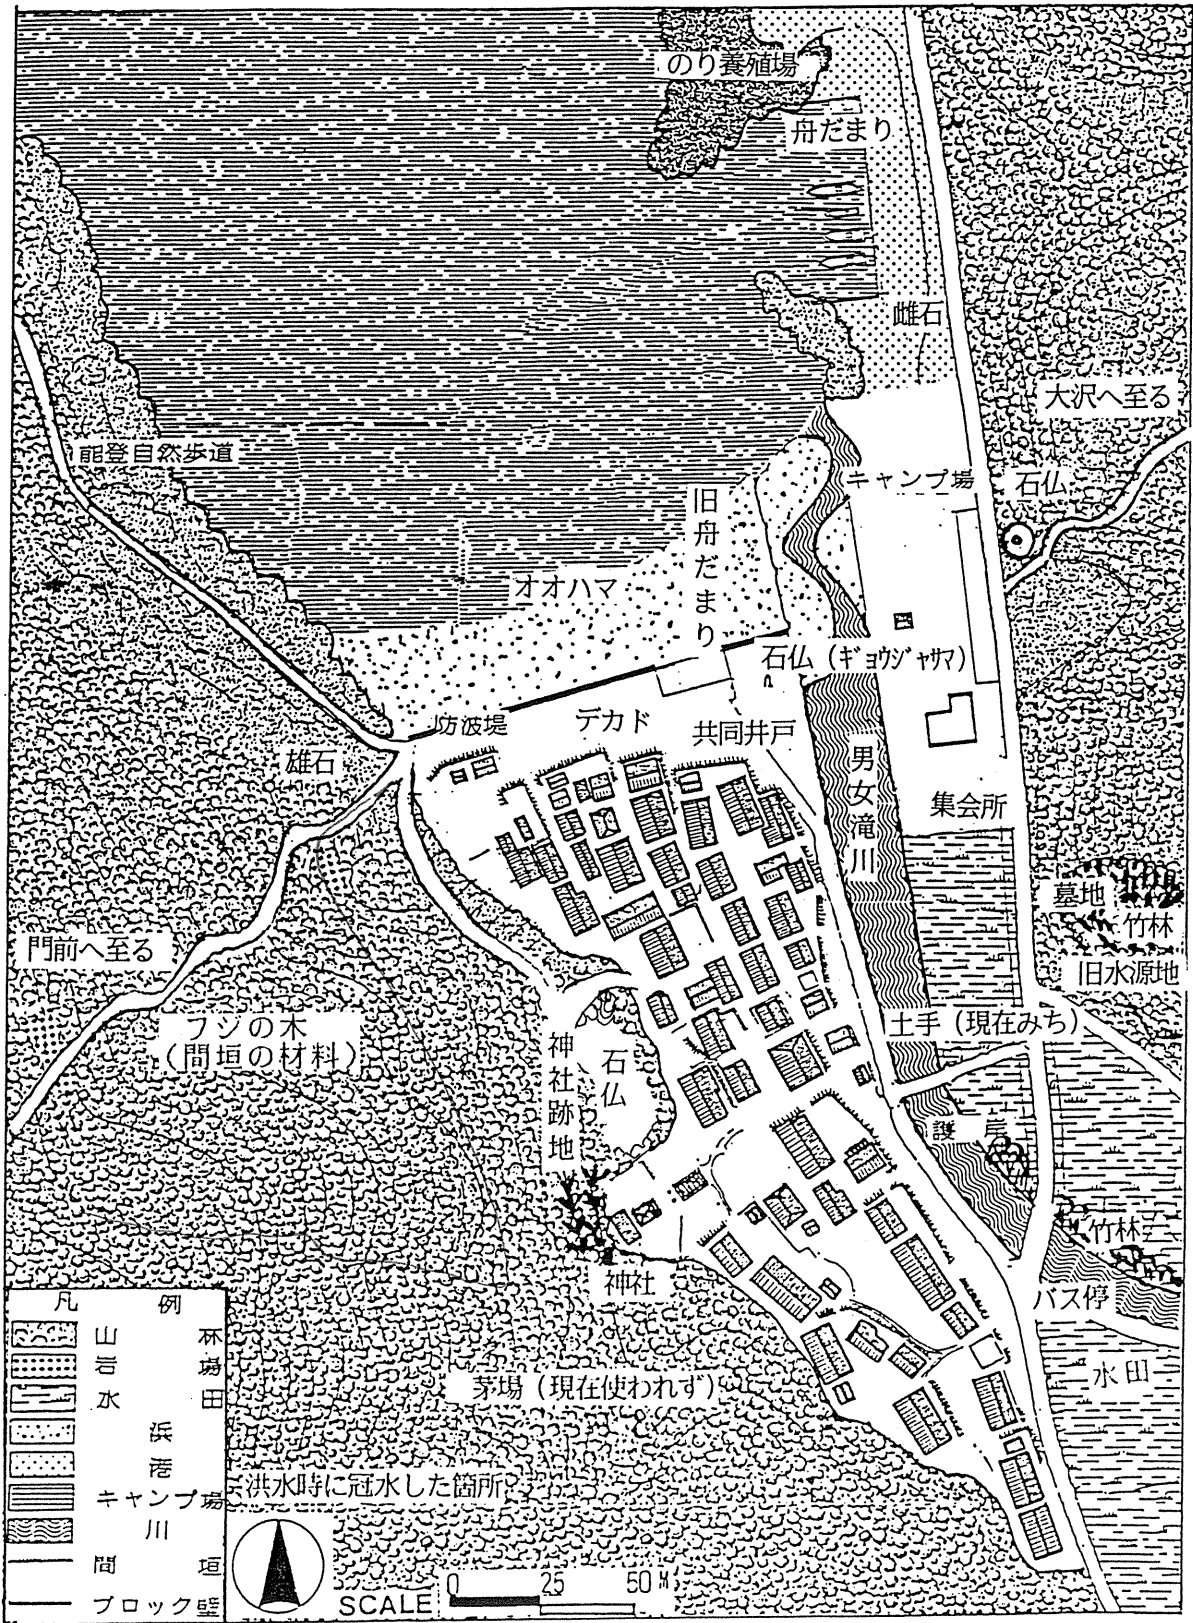 のり養殖場
舟だまり
雌石
大沢へ至る
能登自然歩道
キャンプ場
石仏
旧舟だまり
オオハマ
石仏（ギョウジャサマ）
防波堤
デカド
共同井戸
雄石
男女滝川
集会所
墓地
竹林
門前へ至る
旧水源地
フジの木
（間垣の材料）
土手（現在みち）
神社跡地
石仏
護岸
竹林
神社
バス停
水田
茅場（現在使われず）
凡例
山林
岩場
水田
浜
港
キャンプ場
川
間垣
ブロック塀
洪水時に冠水した箇所
SCALE
0 25 50 M